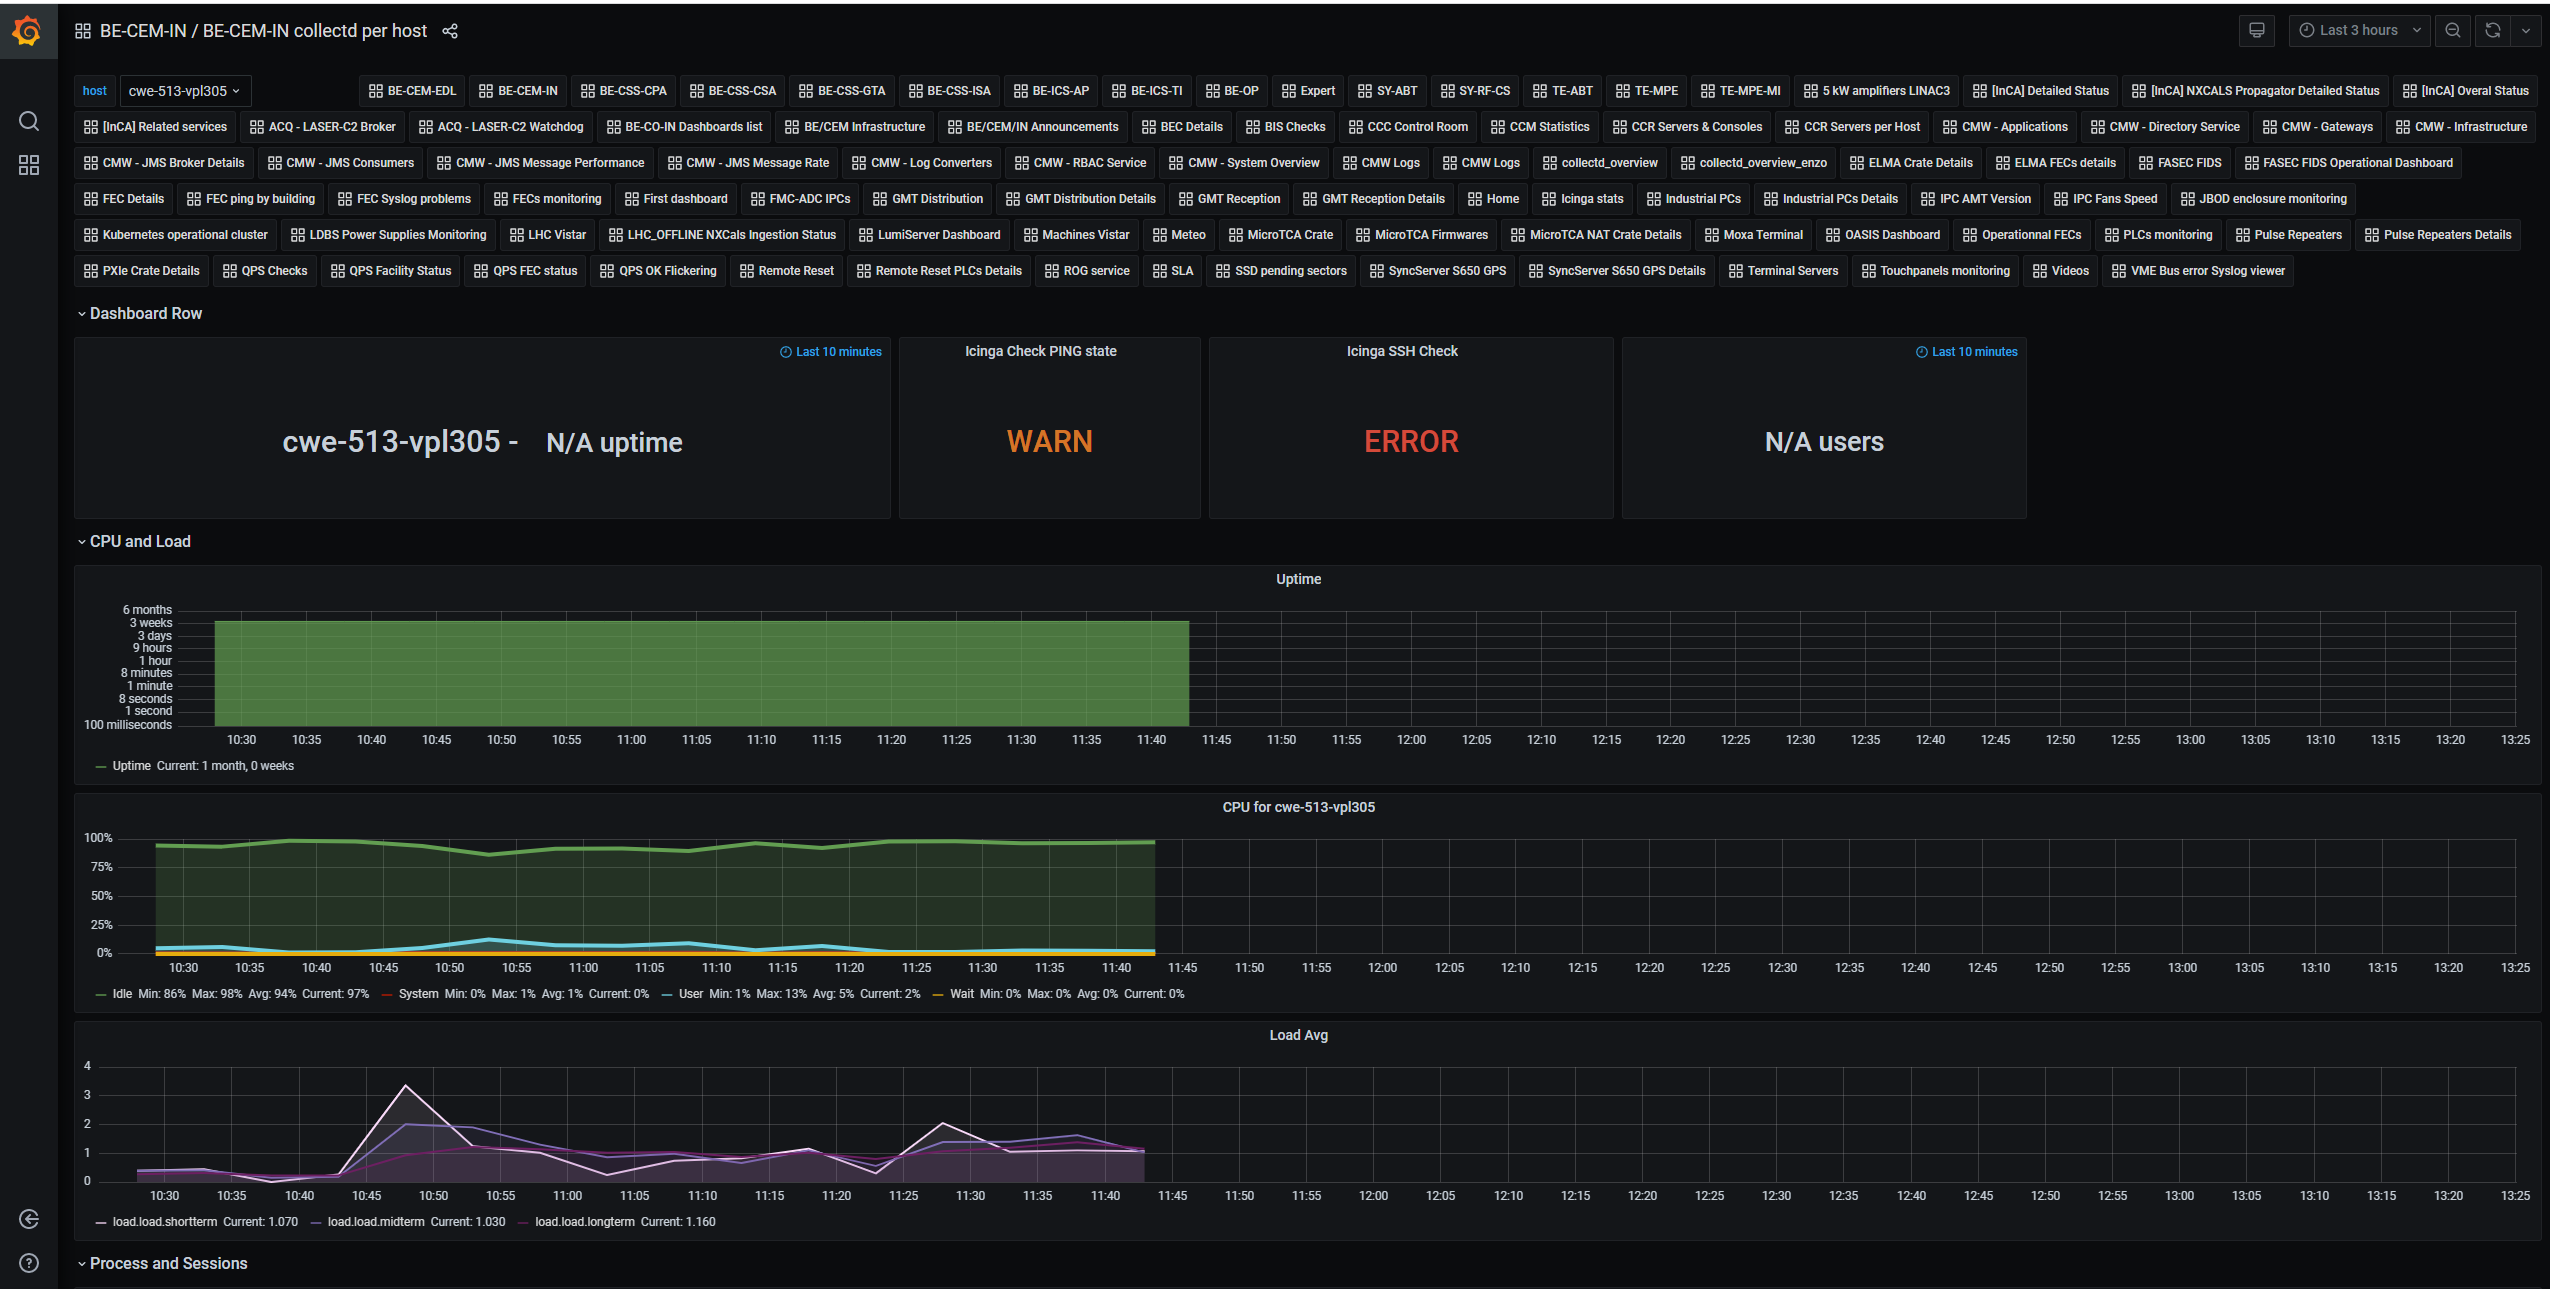 BE-CEM-IN / BE-CEM-IN collectd per host
Last 3 hours
host cwe-513-vpl305 BE-CEM-EDL BE-CEM-IN BE-CSS-CPA BE-CSS-CSA BE-CSS-GTA BE-CSS-ISA BE-ICS-AP BE-ICS-TI BE-OP Expert SY-ABT SY-RF-CS TE-ABT TE-MPE TE-MPE-MI 5 kW amplifiers LINAC3 [InCA] Detailed Status [InCA] NXCALS Propagator Detailed Status [InCA] Overal Status
[InCA] Related services ACQ - LASER-C2 Broker ACQ - LASER-C2 Watchdog BE-CO-IN Dashboards list BE/CEM Infrastructure BE/CEM/IN Announcements BEC Details BIS Checks CCC Control Room CCM Statistics CCR Servers & Consoles CCR Servers per Host CMW - Applications CMW - Directory Service CMW - Gateways CMW - Infrastructure
CMW - JMS Broker Details CMW - JMS Consumers CMW - JMS Message Performance CMW - JMS Message Rate CMW - Log Converters CMW - RBAC Service CMW - System Overview CMW Logs CMW Logs collectd_overview collectd_overview_enzo ELMA Crate Details ELMA FECs details FASEC FIDS FASEC FIDS Operational Dashboard
FEC Details FEC ping by building FEC Syslog problems FECs monitoring First dashboard FMC-ADC IPCs GMT Distribution GMT Distribution Details GMT Reception GMT Reception Details Home Icinga stats Industrial PCs Industrial PCs Details IPC AMT Version IPC Fans Speed JBOD enclosure monitoring
Kubernetes operational cluster LDBS Power Supplies Monitoring LHC Vistar LHC_OFFLINE NXCals Ingestion Status LumiServer Dashboard Machines Vistar Meteo MicroTCA Crate MicroTCA Firmwares MicroTCA NAT Crate Details Moxa Terminal OASIS Dashboard Operationnal FECs PLCs monitoring Pulse Repeaters Pulse Repeaters Details
PXIe Crate Details QPS Checks QPS Facility Status QPS FEC status QPS OK Flickering Remote Reset Remote Reset PLCs Details ROG service SLA SSD pending sectors SyncServer S650 GPS SyncServer S650 GPS Details Terminal Servers Touchpanels monitoring Videos VME Bus error Syslog viewer
Dashboard Row
Last 10 minutes
Icinga Check PING state
Icinga SSH Check
Last 10 minutes
cwe-513-vpl305 - N/A uptime
WARN
ERROR
N/A users
CPU and Load
Uptime
6 months
3 weeks
3 days
9 hours
1 hour
8 minutes
1 minute
8 seconds
1 second
100 milliseconds
10:30 10:35 10:40 10:45 10:50 10:55 11:00 11:05 11:10 11:15 11:20 11:25 11:30 11:35 11:40 11:45 11:50 11:55 12:00 12:05 12:10 12:15 12:20 12:25 12:30 12:35 12:40 12:45 12:50 12:55 13:00 13:05 13:10 13:15 13:20 13:25
Uptime Current: 1 month, 0 weeks
CPU for cwe-513-vpl305
100%
75%
50%
25%
0%
10:30 10:35 10:40 10:45 10:50 10:55 11:00 11:05 11:10 11:15 11:20 11:25 11:30 11:35 11:40 11:45 11:50 11:55 12:00 12:05 12:10 12:15 12:20 12:25 12:30 12:35 12:40 12:45 12:50 12:55 13:00 13:05 13:10 13:15 13:20 13:25
Idle Min: 86% Max: 98% Avg: 94% Current: 97% System Min: 0% Max: 1% Avg: 1% Current: 0% User Min: 1% Max: 13% Avg: 5% Current: 2% Wait Min: 0% Max: 0% Avg: 0% Current: 0%
Load Avg
4
3
2
1
0
10:30 10:35 10:40 10:45 10:50 10:55 11:00 11:05 11:10 11:15 11:20 11:25 11:30 11:35 11:40 11:45 11:50 11:55 12:00 12:05 12:10 12:15 12:20 12:25 12:30 12:35 12:40 12:45 12:50 12:55 13:00 13:05 13:10 13:15 13:20 13:25
load.load.shortterm Current: 1.070 load.load.midterm Current: 1.030 load.load.longterm Current: 1.160
Process and Sessions